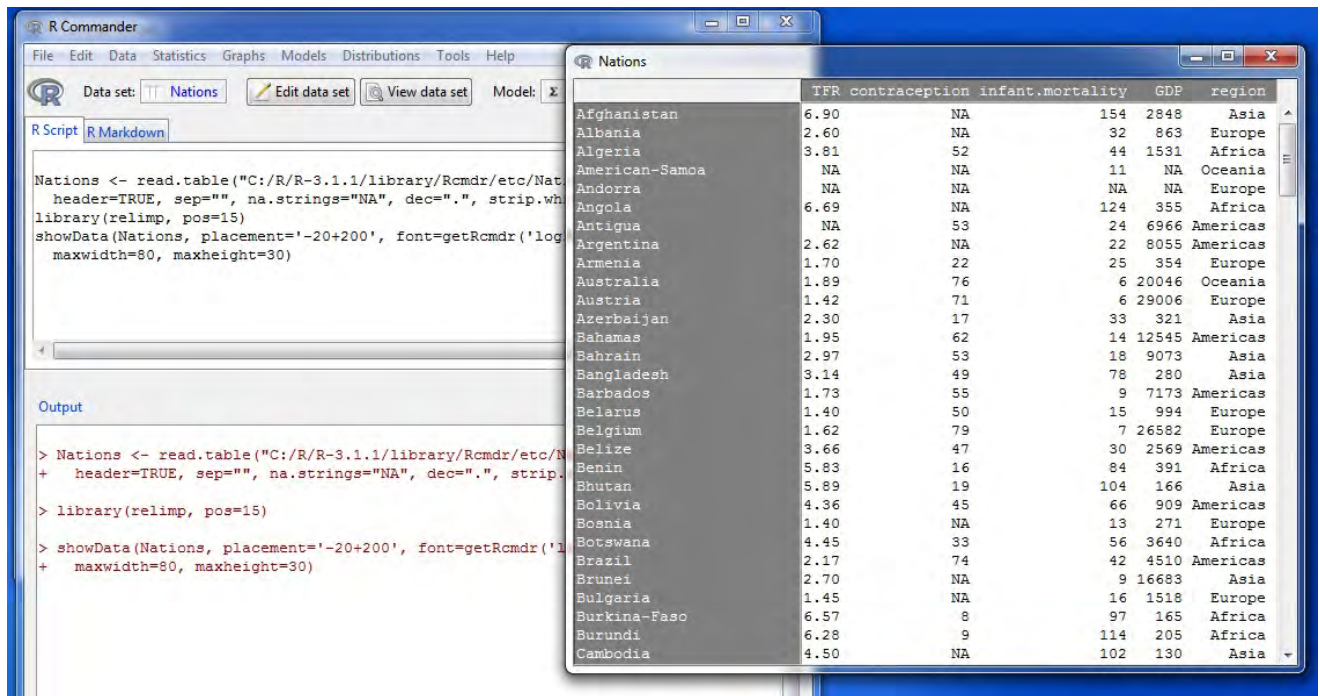 R Commander
File Edit Data Statistics Graphs Models Distributions Tools Help
Data set: Nations Edit data set View data set Model: Σ
R Script R Markdown
Nations <- read.table("C:/R/R-3.1.1/library/Rcmdr/etc/Nat
header=TRUE, sep="", na.strings="NA", dec=".", strip.wh
library(relimp, pos=15)
showData(Nations, placement='-20+200', font=getRcmdr('log
maxwidth=80, maxheight=30)
Output
> Nations <- read.table("C:/R/R-3.1.1/library/Rcmdr/etc/N
+ header=TRUE, sep="", na.strings="NA", dec=".", strip.
> library(relimp, pos=15)
> showData(Nations, placement='-20+200', font=getRcmdr('l
+ maxwidth=80, maxheight=30)
Nations
TFR contraception infant.mortality GDP region
Afghanistan 6.90 NA 154 2848 Asia
Albania 2.60 NA 32 863 Europe
Algeria 3.81 52 44 1531 Africa
American-Samoa NA NA 11 NA Oceania
Andorra NA NA NA NA Europe
Angola 6.69 NA 124 355 Africa
Antigua NA 53 24 6966 Americas
Argentina 2.62 NA 22 8055 Americas
Armenia 1.70 22 25 354 Europe
Australia 1.89 76 6 20046 Oceania
Austria 1.42 71 6 29006 Europe
Azerbaijan 2.30 17 33 321 Asia
Bahamas 1.95 62 14 12545 Americas
Bahrain 2.97 53 18 9073 Asia
Bangladesh 3.14 49 78 280 Asia
Barbados 1.73 55 9 7173 Americas
Belarus 1.40 50 15 994 Europe
Belgium 1.62 79 7 26582 Europe
Belize 3.66 47 30 2569 Americas
Benin 5.83 16 84 391 Africa
Bhutan 5.89 19 104 166 Asia
Bolivia 4.36 45 66 909 Americas
Bosnia 1.40 NA 13 271 Europe
Botswana 4.45 33 56 3640 Africa
Brazil 2.17 74 42 4510 Americas
Brunei 2.70 NA 9 16683 Asia
Bulgaria 1.45 NA 16 1518 Europe
Burkina-Faso 6.57 8 97 165 Africa
Burundi 6.28 9 114 205 Africa
Cambodia 4.50 NA 102 130 Asia